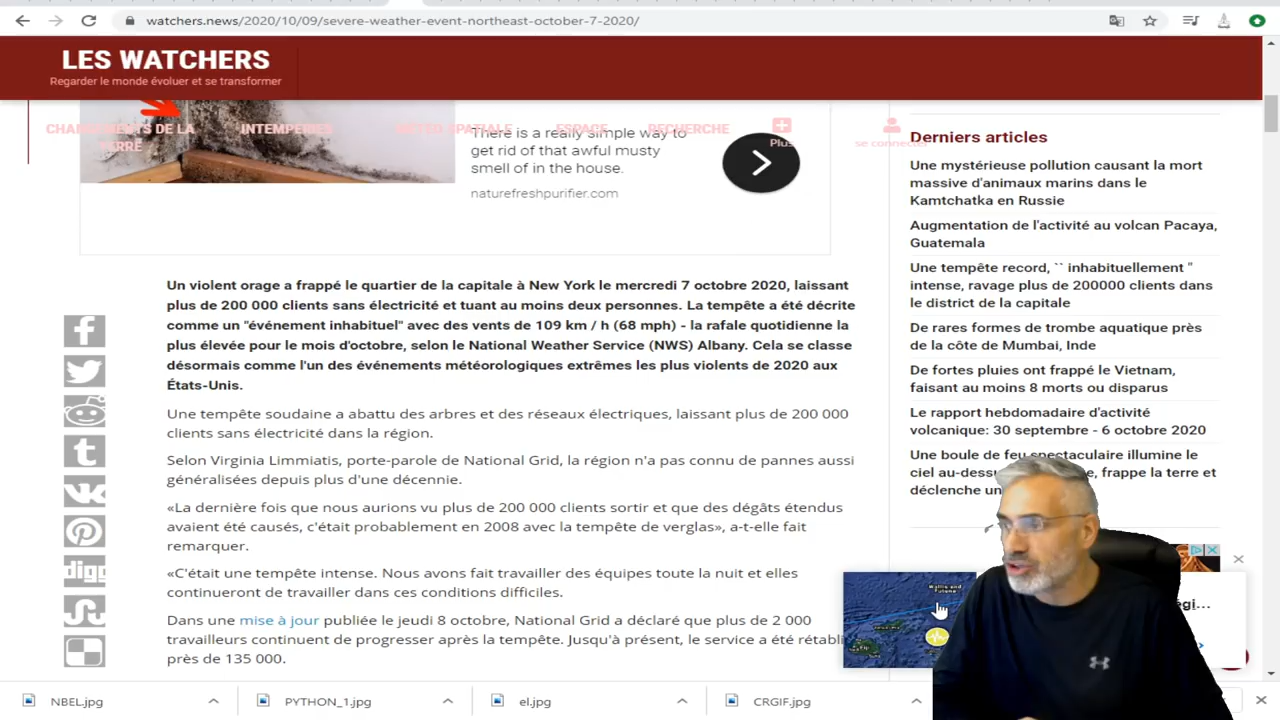 watchers.news/2020/10/09/severe-weather-event-northeast-october-7-2020/
LES WATCHERS
Regarder le monde évoluer et se transformer
CHANGEMENTS DE LA
TERRE
INTEMPÉRIES
SPATIALE
ESPACE
RECHERCHE
Plus
se connecter
There is a really simple way to
get rid of that awful musty
smell of in the house.
naturefreshpurifier.com
Un violent orage a frappé le quartier de la capitale à New York le mercredi 7 octobre 2020, laissant
plus de 200 000 clients sans électricité et tuant au moins deux personnes. La tempête a été décrite
comme un "événement inhabituel" avec des vents de 109 km / h (68 mph) - la rafale quotidienne la
plus élevée pour le mois d'octobre, selon le National Weather Service (NWS) Albany. Cela se classe
désormais comme l'un des événements météorologiques extrêmes les plus violents de 2020 aux
États-Unis.
Une tempête soudaine a abattu des arbres et des réseaux électriques, laissant plus de 200 000
clients sans électricité dans la région.
Selon Virginia Limmiatis, porte-parole de National Grid, la région n'a pas connu de pannes aussi
généralisées depuis plus d'une décennie.
«La dernière fois que nous aurions vu plus de 200 000 clients sortir et que des dégâts étendus
avaient été causés, c'était probablement en 2008 avec la tempête de verglas», a-t-elle fait
remarquer.
«C'était une tempête intense. Nous avons fait travailler des équipes toute la nuit et elles
continueront de travailler dans ces conditions difficiles.
Dans une mise à jour publiée le jeudi 8 octobre, National Grid a déclaré que plus de 2 000
travailleurs continuent de progresser après la tempête. Jusqu'à présent, le service a été rétabli
près de 135 000.
digg
Derniers articles
Une mystérieuse pollution causant la mort
massive d'animaux marins dans le
Kamtchatka en Russie
Augmentation de l'activité au volcan Pacaya,
Guatemala
Une tempête record, `` inhabituellement ''
intense, ravage plus de 200000 clients dans
le district de la capitale
De rares formes de trombe aquatique près
de la côte de Mumbai, Inde
De fortes pluies ont frappé le Vietnam,
faisant au moins 8 morts ou disparus
Le rapport hebdomadaire d'activité
volcanique: 30 septembre - 6 octobre 2020
Une boule de feu spectaculaire illumine le
ciel au-dessus frappe la terre et
déclenche un
Wallis and
Futuna
Fiji
NBEL.jpg
PYTHON_1.jpg
el.jpg
CRGIF.jpg